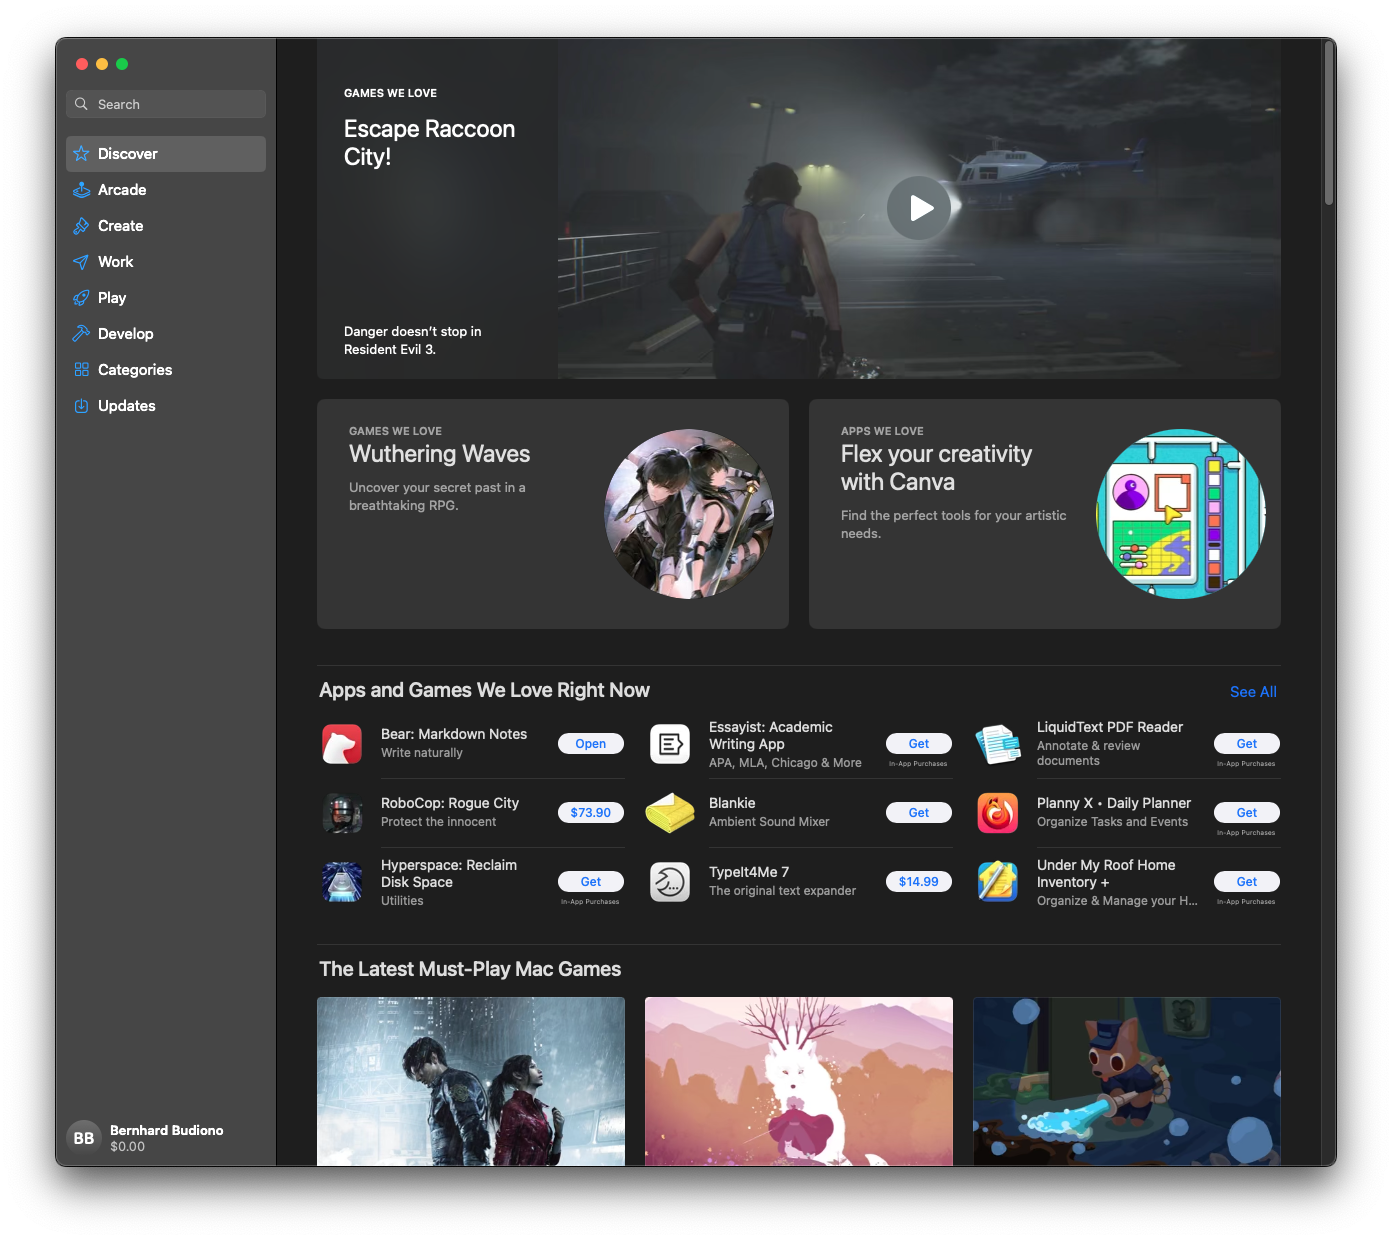 Search
Discover
Arcade
Create
Work
Play
Develop
Categories
Updates
BB
Bernhard Budiono
$0.00
GAMES WE LOVE
Escape Raccoon
City!
Danger doesn’t stop in
Resident Evil 3.
GAMES WE LOVE
Wuthering Waves
Uncover your secret past in a
breathtaking RPG.
APPS WE LOVE
Flex your creativity
with Canva
Find the perfect tools for your artistic
needs.
Apps and Games We Love Right Now
See All
Bear: Markdown Notes
Write naturally
Open
Essayist: Academic
Writing App
APA, MLA, Chicago & More
Get
In-App Purchases
LiquidText PDF Reader
Annotate & review
documents
Get
In-App Purchases
RoboCop: Rogue City
Protect the innocent
$73.90
Blankie
Ambient Sound Mixer
Get
Planny X • Daily Planner
Organize Tasks and Events
Get
In-App Purchases
Hyperspace: Reclaim
Disk Space
Utilities
Get
In-App Purchases
TypeIt4Me 7
The original text expander
$14.99
Under My Roof Home
Inventory +
Organize & Manage your H...
Get
In-App Purchases
The Latest Must-Play Mac Games